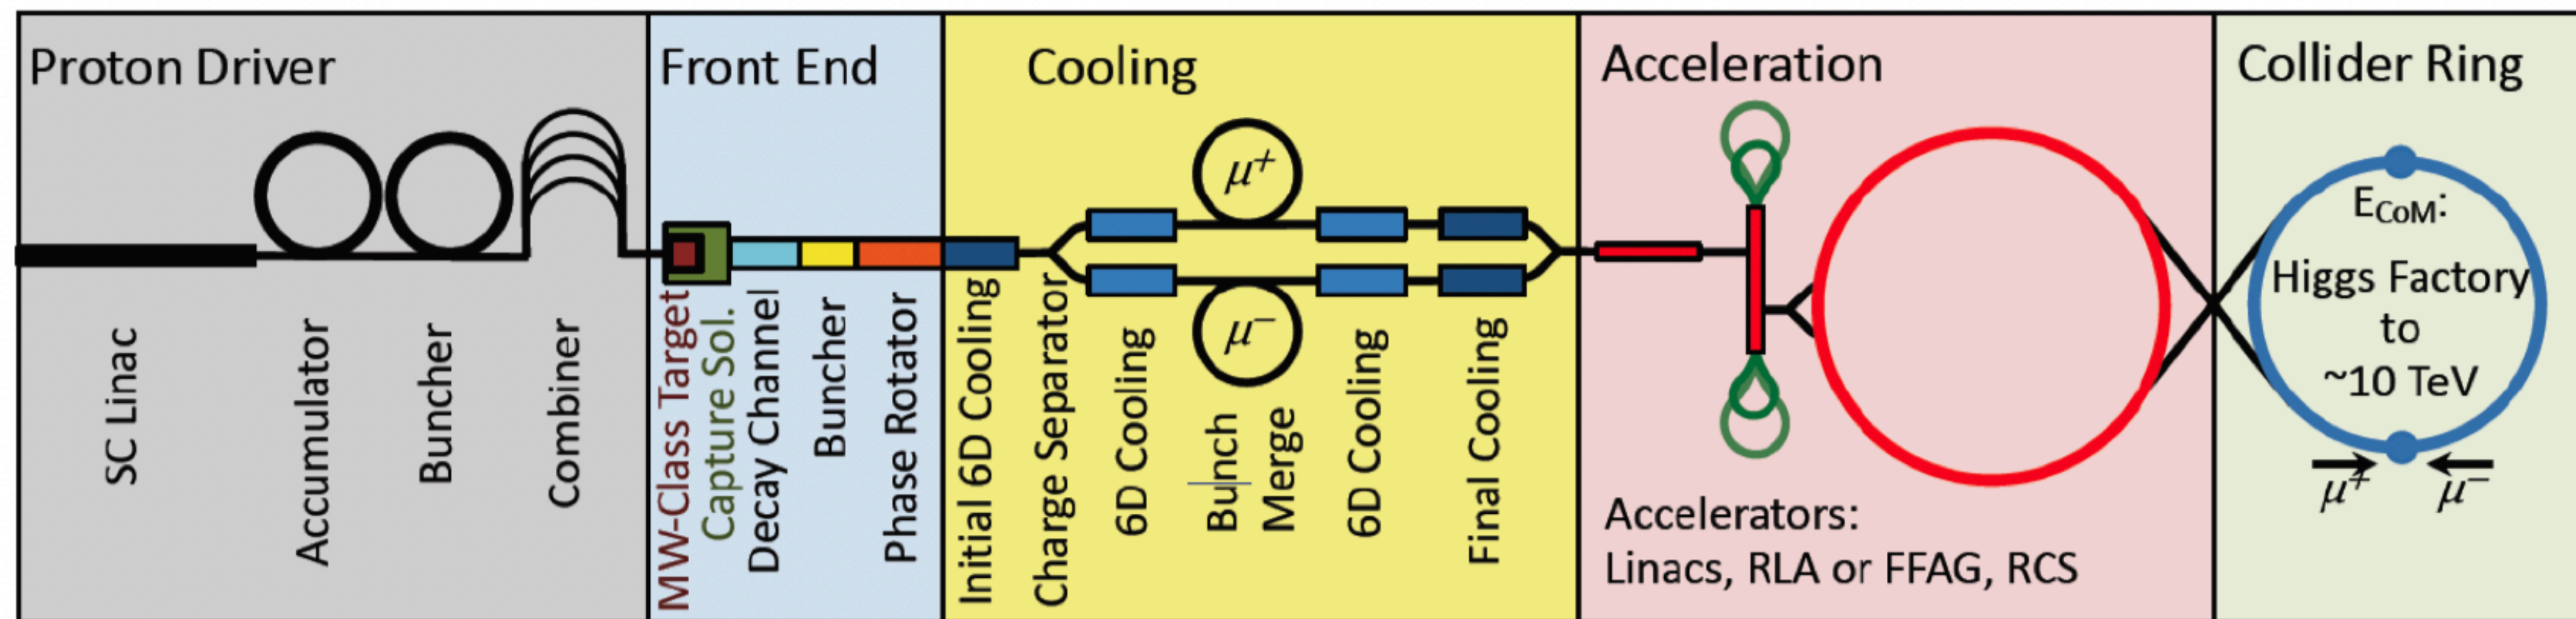 Proton Driver
SC Linac
Accumulator
Buncher
Combiner
Front End
MW-Class Target
Capture Sol.
Decay Channel
Buncher
Phase Rotator
Cooling
μ⁺
μ⁻
Initial 6D Cooling
Charge Separator
6D Cooling
Bunch
Merge
6D Cooling
Final Cooling
Acceleration
Accelerators:
Linacs, RLA or FFAG, RCS
Collider Ring
E_CoM:
Higgs Factory
to
~10 TeV
μ⁺ μ⁻